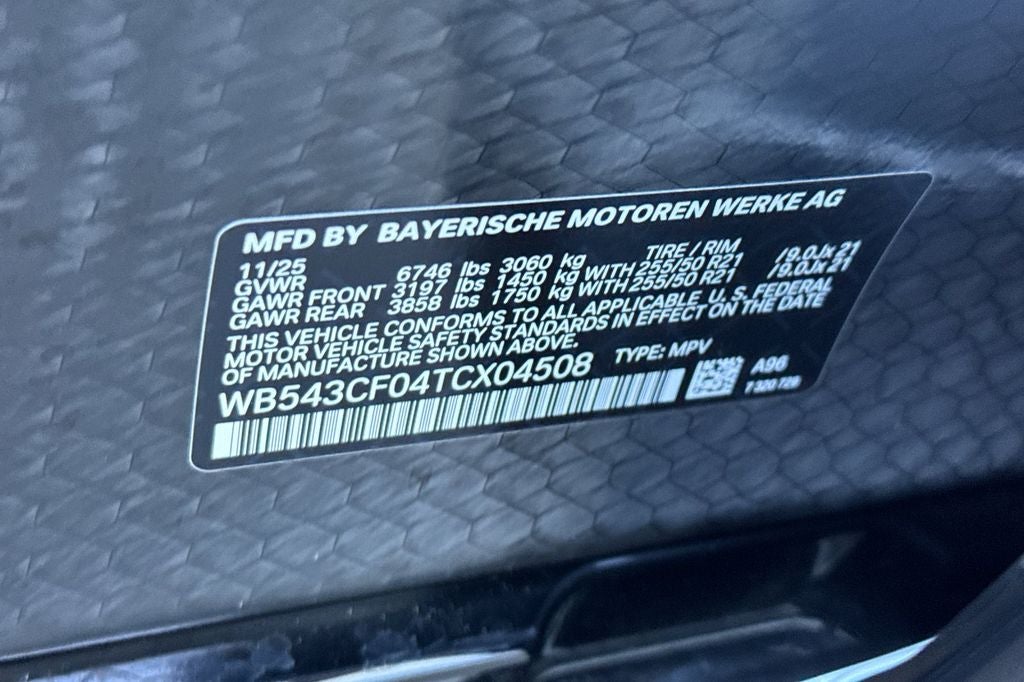 MFD BY BAYERISCHE MOTOREN WERKE AG
11/25 TIRE / RIM
GVWR 6746 lbs 3060 kg
GAWR FRONT 3197 lbs 1450 kg WITH 255/50 R21 /9.0Jx 21
GAWR REAR 3858 lbs 1750 kg WITH 255/50 R21 /9.0Jx 21
THIS VEHICLE CONFORMS TO ALL APPLICABLE U. S. FEDERAL
MOTOR VEHICLE SAFETY STANDARDS IN EFFECT ON THE DATE
OF MANUFACTURE SHOWN ABOVE.
WB543CF04TCX04508 TYPE: MPV
A96
7 320 726